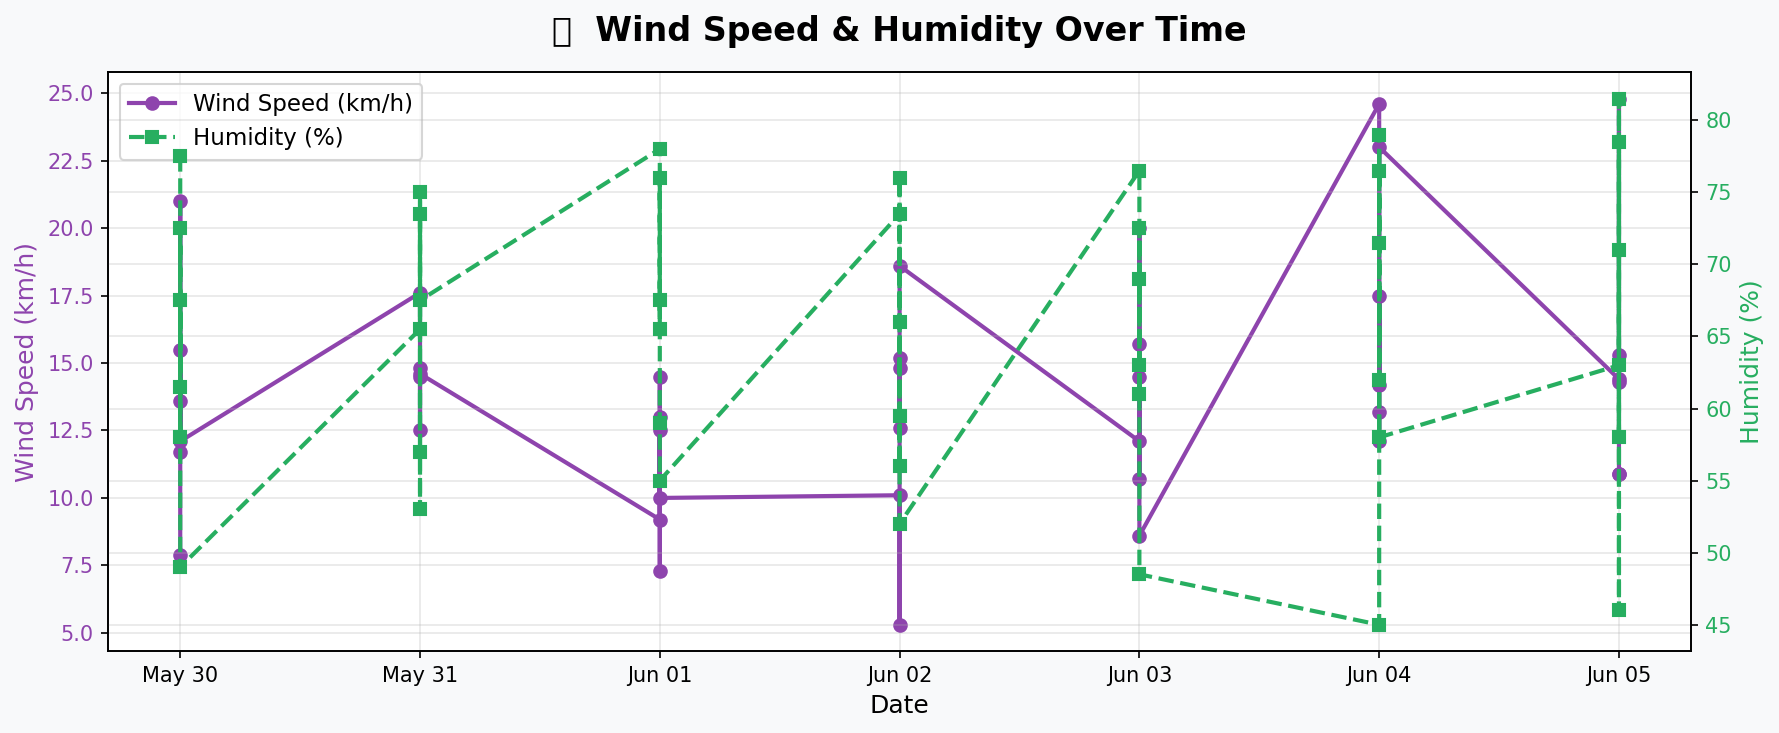 Wind Speed & Humidity Over Time
Wind Speed (km/h)
Humidity (%)
25.0
22.5
20.0
17.5
15.0
12.5
10.0
7.5
5.0
Wind Speed (km/h)
80
75
70
65
60
55
50
45
Humidity (%)
May 30 May 31 Jun 01 Jun 02 Jun 03 Jun 04 Jun 05
Date